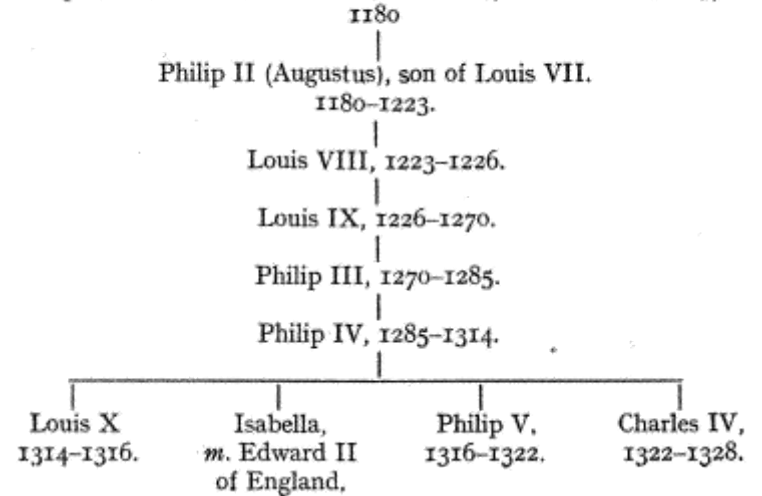 1180
Philip II (Augustus), son of Louis VII.
1180–1223.
Louis VIII, 1223–1226.
Louis IX, 1226–1270.
Philip III, 1270–1285.
Philip IV, 1285–1314.
Louis X
1314–1316.
Isabella,
m. Edward II
of England,
Philip V,
1316–1322.
Charles IV,
1322–1328.